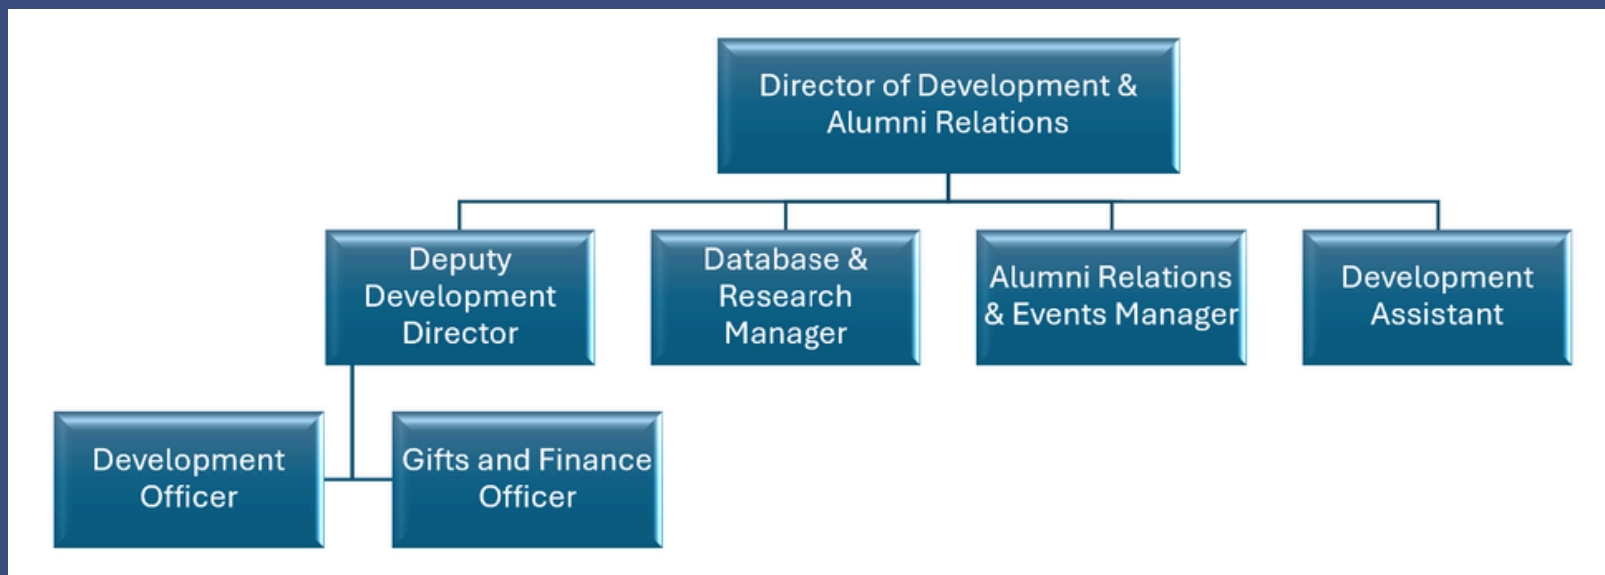 Director of Development &
Alumni Relations
Deputy
Development
Director
Database &
Research
Manager
Alumni Relations
& Events Manager
Development
Assistant
Development
Officer
Gifts and Finance
Officer